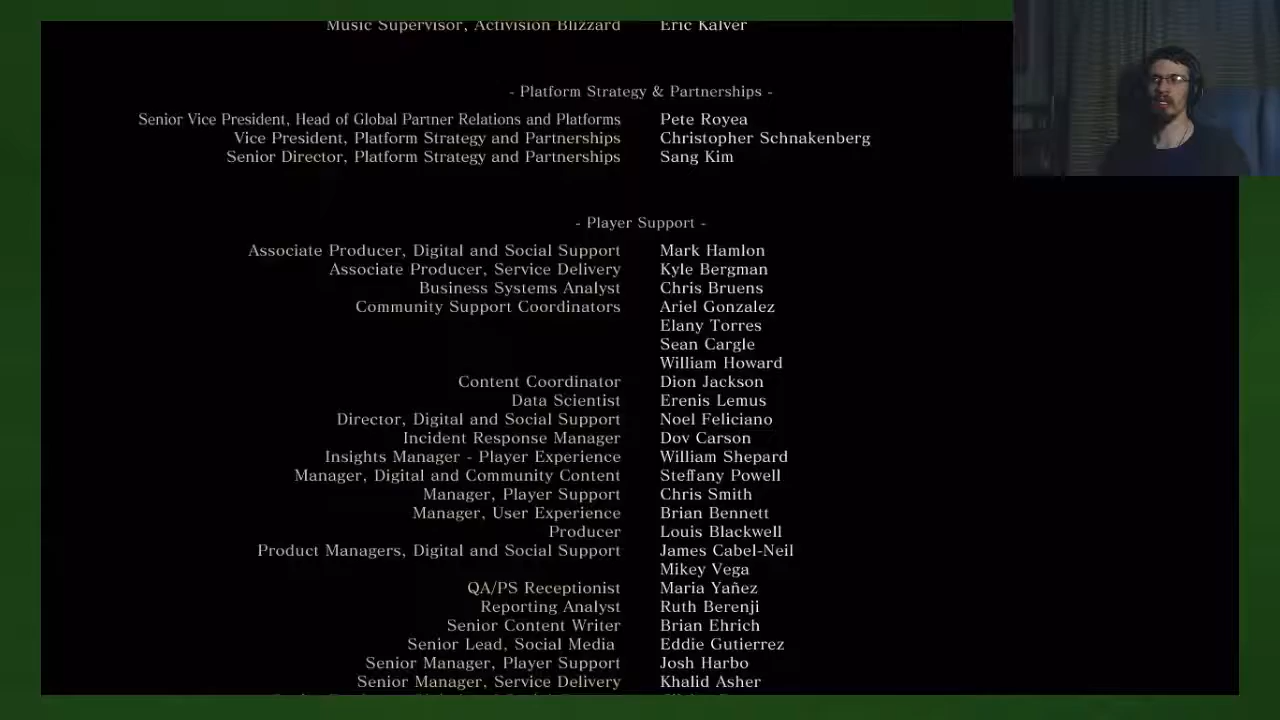 Music Supervisor, Activision Blizzard Eric Kalver
- Platform Strategy & Partnerships -
Senior Vice President, Head of Global Partner Relations and Platforms Pete Royea
Vice President, Platform Strategy and Partnerships Christopher Schnakenberg
Senior Director, Platform Strategy and Partnerships Sang Kim
- Player Support -
Associate Producer, Digital and Social Support Mark Hamlon
Associate Producer, Service Delivery Kyle Bergman
Business Systems Analyst Chris Bruens
Community Support Coordinators Ariel Gonzalez
Elany Torres
Sean Cargle
William Howard
Content Coordinator Dion Jackson
Data Scientist Erenis Lemus
Director, Digital and Social Support Noel Feliciano
Incident Response Manager Dov Carson
Insights Manager - Player Experience William Shepard
Manager, Digital and Community Content Steffany Powell
Manager, Player Support Chris Smith
Manager, User Experience Brian Bennett
Producer Louis Blackwell
Product Managers, Digital and Social Support James Cabel-Neil
Mikey Vega
QA/PS Receptionist Maria Yañez
Reporting Analyst Ruth Berenji
Senior Content Writer Brian Ehrich
Senior Lead, Social Media Eddie Gutierrez
Senior Manager, Player Support Josh Harbo
Senior Manager, Service Delivery Khalid Asher